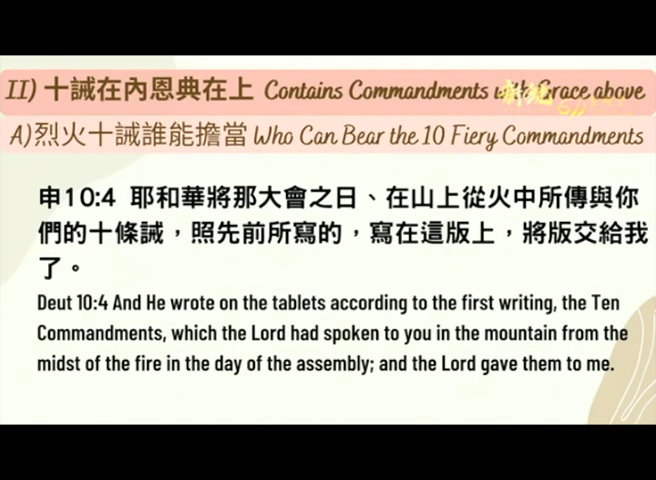 II) 十誡在內恩典在上 Contains Commandments with Grace above
A)烈火十誡誰能擔當 Who Can Bear the 10 Fiery Commandments
申10:4 耶和華將那大會之日、在山上從火中所傳與你
們的十條誡，照先前所寫的，寫在這版上，將版交給我
了。
Deut 10:4 And He wrote on the tablets according to the first writing, the Ten
Commandments, which the Lord had spoken to you in the mountain from the
midst of the fire in the day of the assembly; and the Lord gave them to me.